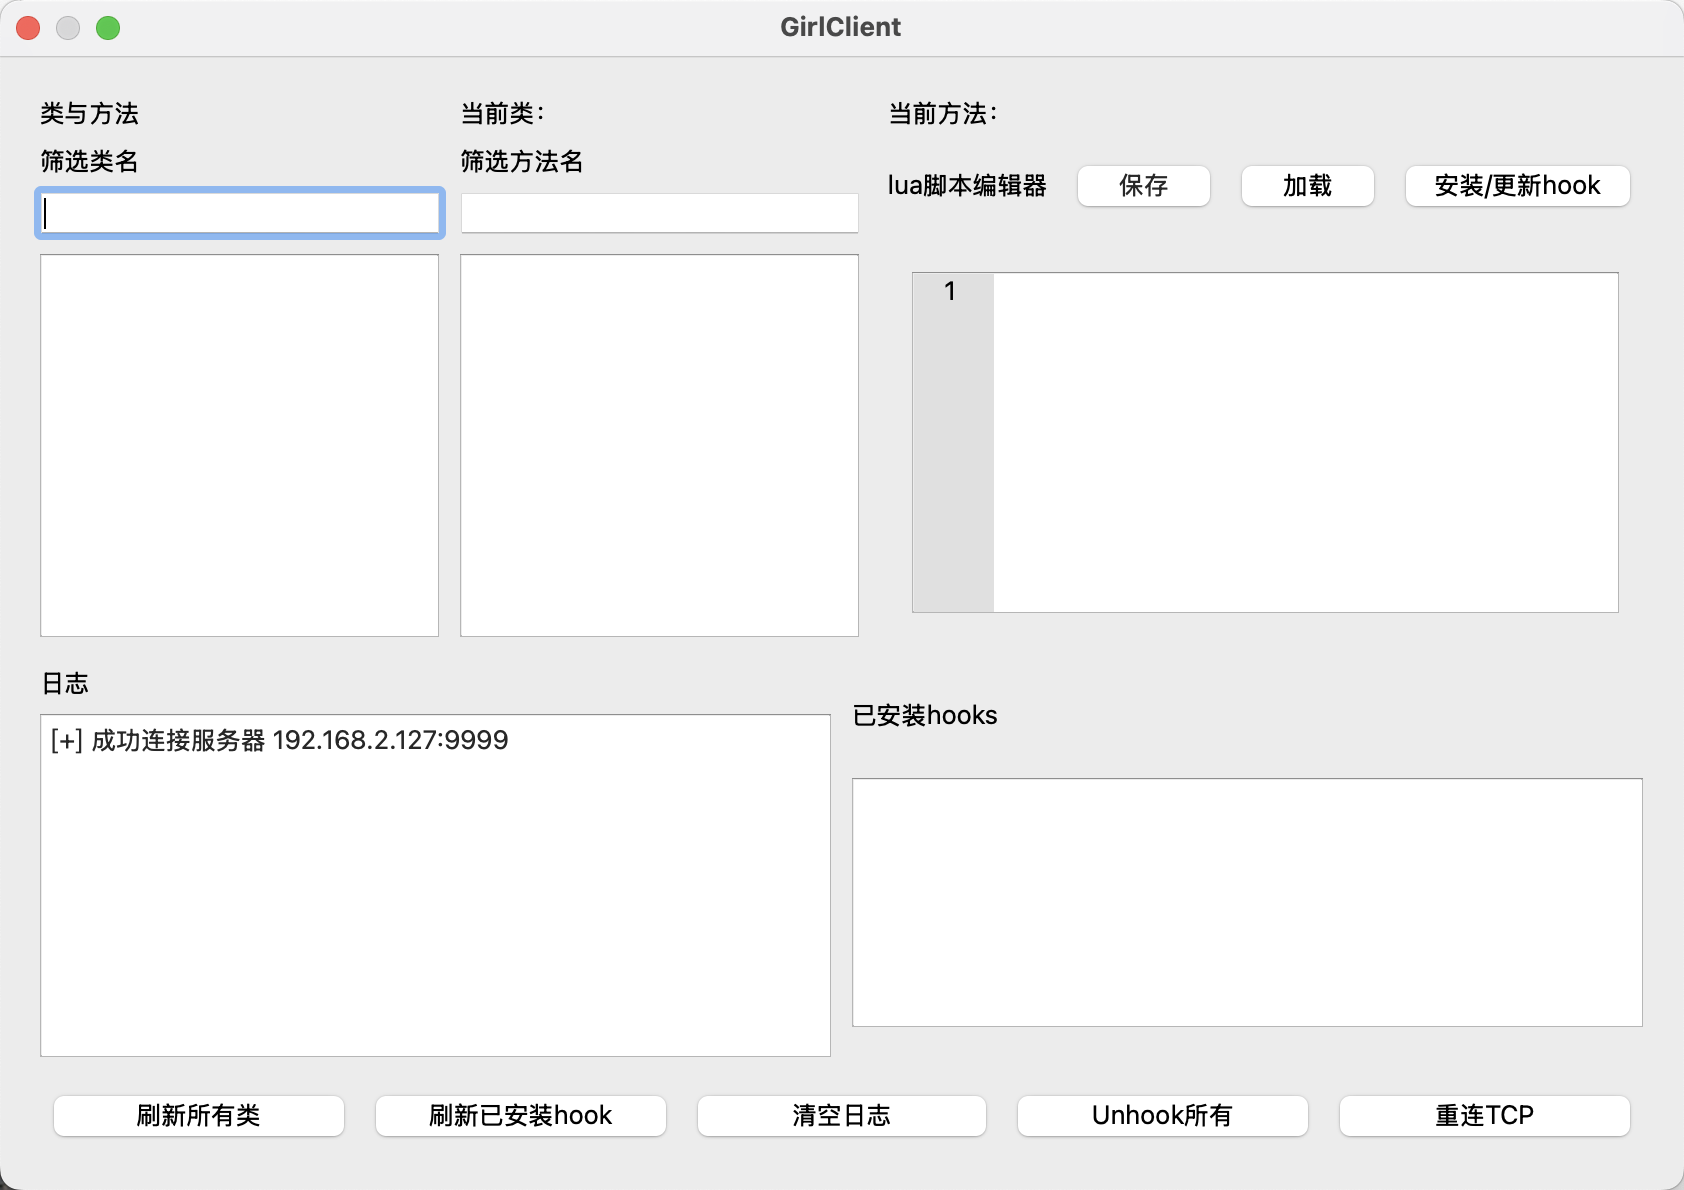 GirlClient
类与方法
当前类：
当前方法：
筛选类名
筛选方法名
lua脚本编辑器
保存
加载
安装/更新hook
1
日志
[+] 成功连接服务器 192.168.2.127:9999
已安装hooks
刷新所有类
刷新已安装hook
清空日志
Unhook所有
重连TCP